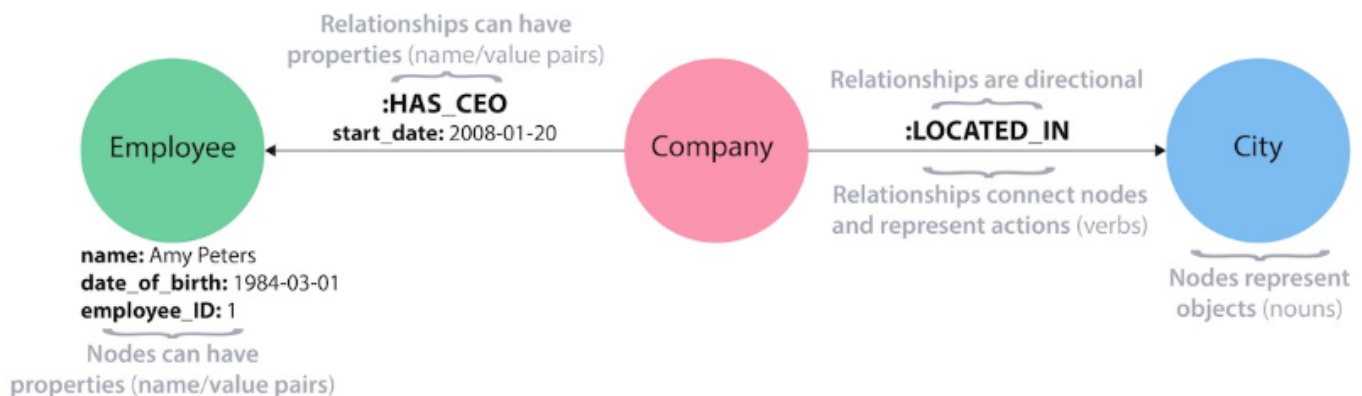 Relationships can have
properties (name/value pairs)
:HAS_CEO
start_date: 2008-01-20
Employee
name: Amy Peters
date_of_birth: 1984-03-01
employee_ID: 1
Nodes can have
properties (name/value pairs)
Company
Relationships are directional
:LOCATED_IN
Relationships connect nodes
and represent actions (verbs)
City
Nodes represent
objects (nouns)